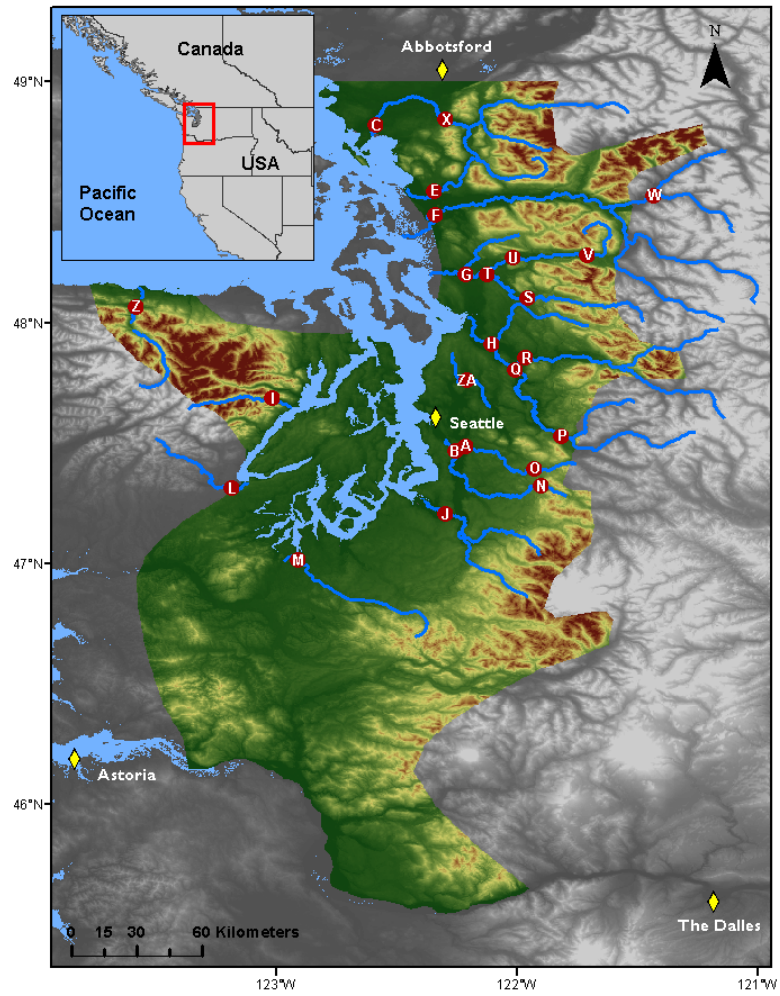 Canada
USA
Pacific
Ocean
Abbotsford
N
49°N
48°N
47°N
46°N
C
X
E
F
W
G
T
U
V
S
Z
H
R
Q
ZA
I
Seattle
P
B
A
O
N
L
J
M
Astoria
The Dalles
0 15 30 60 Kilometers
123°W
122°W
121°W